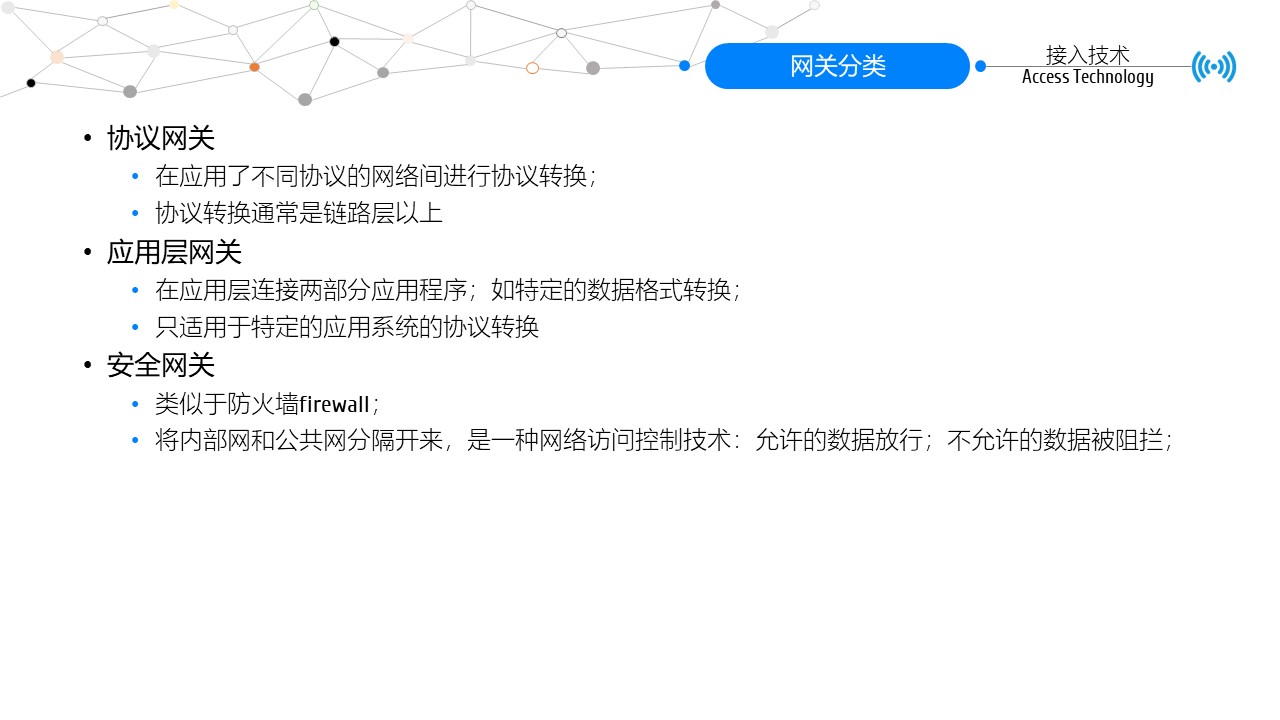 网关分类
接入技术
Access Technology
• 协议网关
• 在应用了不同协议的网络间进行协议转换；
• 协议转换通常是链路层以上
• 应用层网关
• 在应用层连接两部分应用程序；如特定的数据格式转换；
• 只适用于特定的应用系统的协议转换
• 安全网关
• 类似于防火墙firewall；
• 将内部网和公共网分隔开来，是一种网络访问控制技术：允许的数据放行；不允许的数据被阻拦；